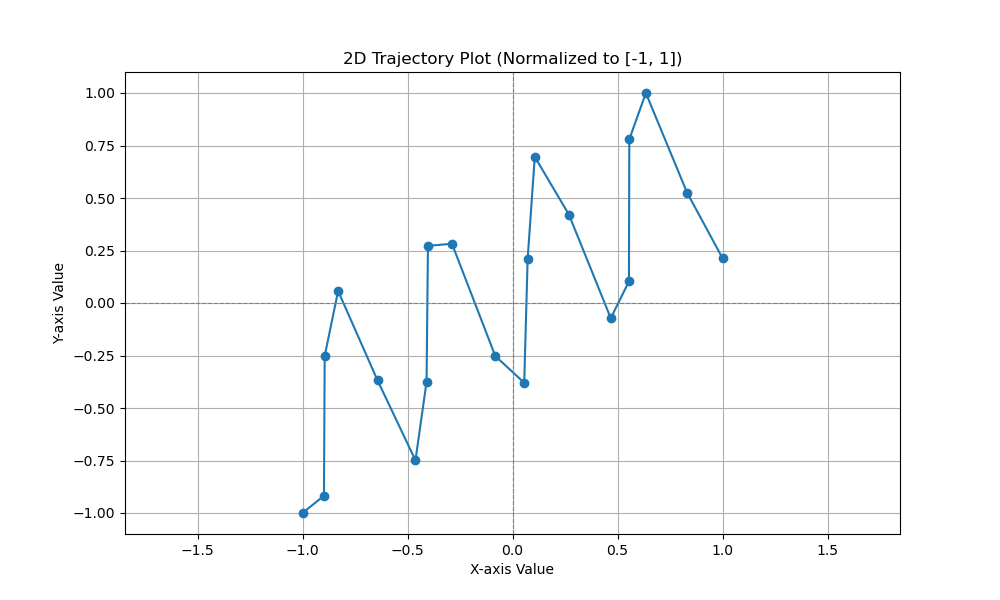 2D Trajectory Plot (Normalized to [-1, 1])
1.00
0.75
0.50
0.25
0.00
−0.25
−0.50
−0.75
−1.00
Y-axis Value
−1.5 −1.0 −0.5 0.0 0.5 1.0 1.5
X-axis Value